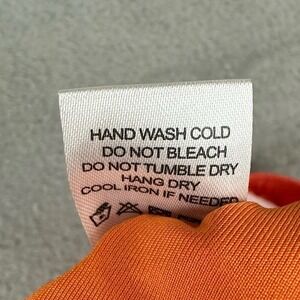 HAND WASH COLD
DO NOT BLEACH
DO NOT TUMBLE DRY
HANG DRY
COOL IRON IF NEEDED